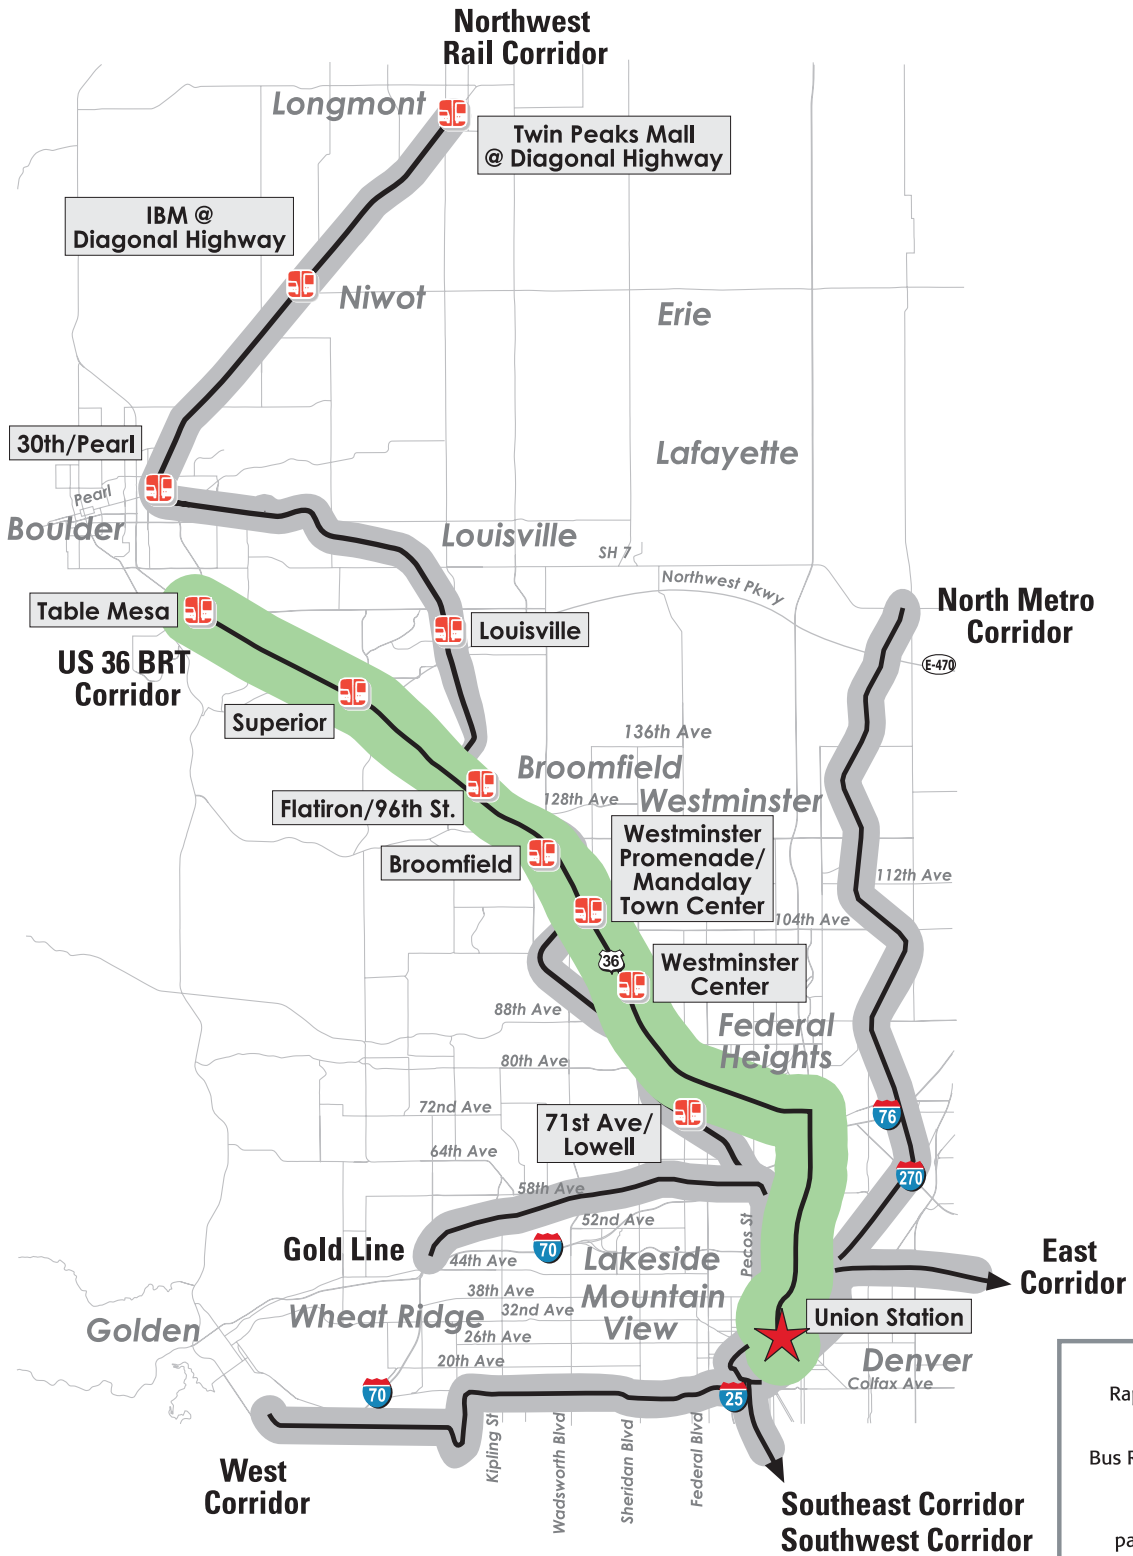 Northwest
Rail Corridor
Longmont
Twin Peaks Mall
@ Diagonal Highway
IBM @
Diagonal Highway
Niwot
Erie
30th/Pearl
Lafayette
Pearl
Boulder
Louisville
SH 7
Northwest Pkwy
Table Mesa
Louisville
North Metro
Corridor
US 36 BRT
Corridor
E-470
Superior
136th Ave
Broomfield
128th Ave
Westminster
Flatiron/96th St.
Westminster
Promenade/
Mandalay
Town Center
Broomfield
112th Ave
104th Ave
36
Westminster
Center
88th Ave
Federal
Heights
80th Ave
72nd Ave
71st Ave/
Lowell
76
64th Ave
270
58th Ave
52nd Ave
Pecos St
Gold Line
70
44th Ave
Lakeside
East
Corridor
38th Ave
Mountain
View
Wheat Ridge
32nd Ave
Union Station
Golden
26th Ave
20th Ave
Denver
Colfax Ave
70
25
Kipling St
Wadsworth Blvd
Sheridan Blvd
Federal Blvd
West
Corridor
Southeast Corridor
Southwest Corridor
Ra
Bus R
pa